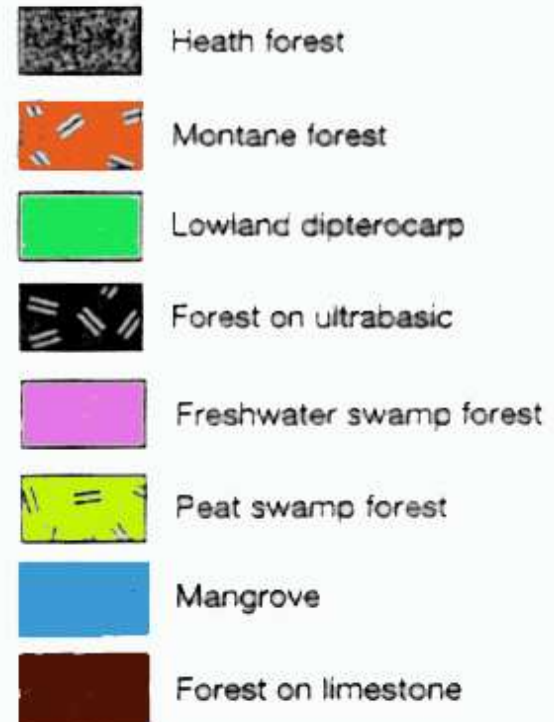 Heath forest
Montane forest
Lowland dipterocarp
Forest on ultrabasic
Freshwater swamp forest
Peat swamp forest
Mangrove
Forest on limestone